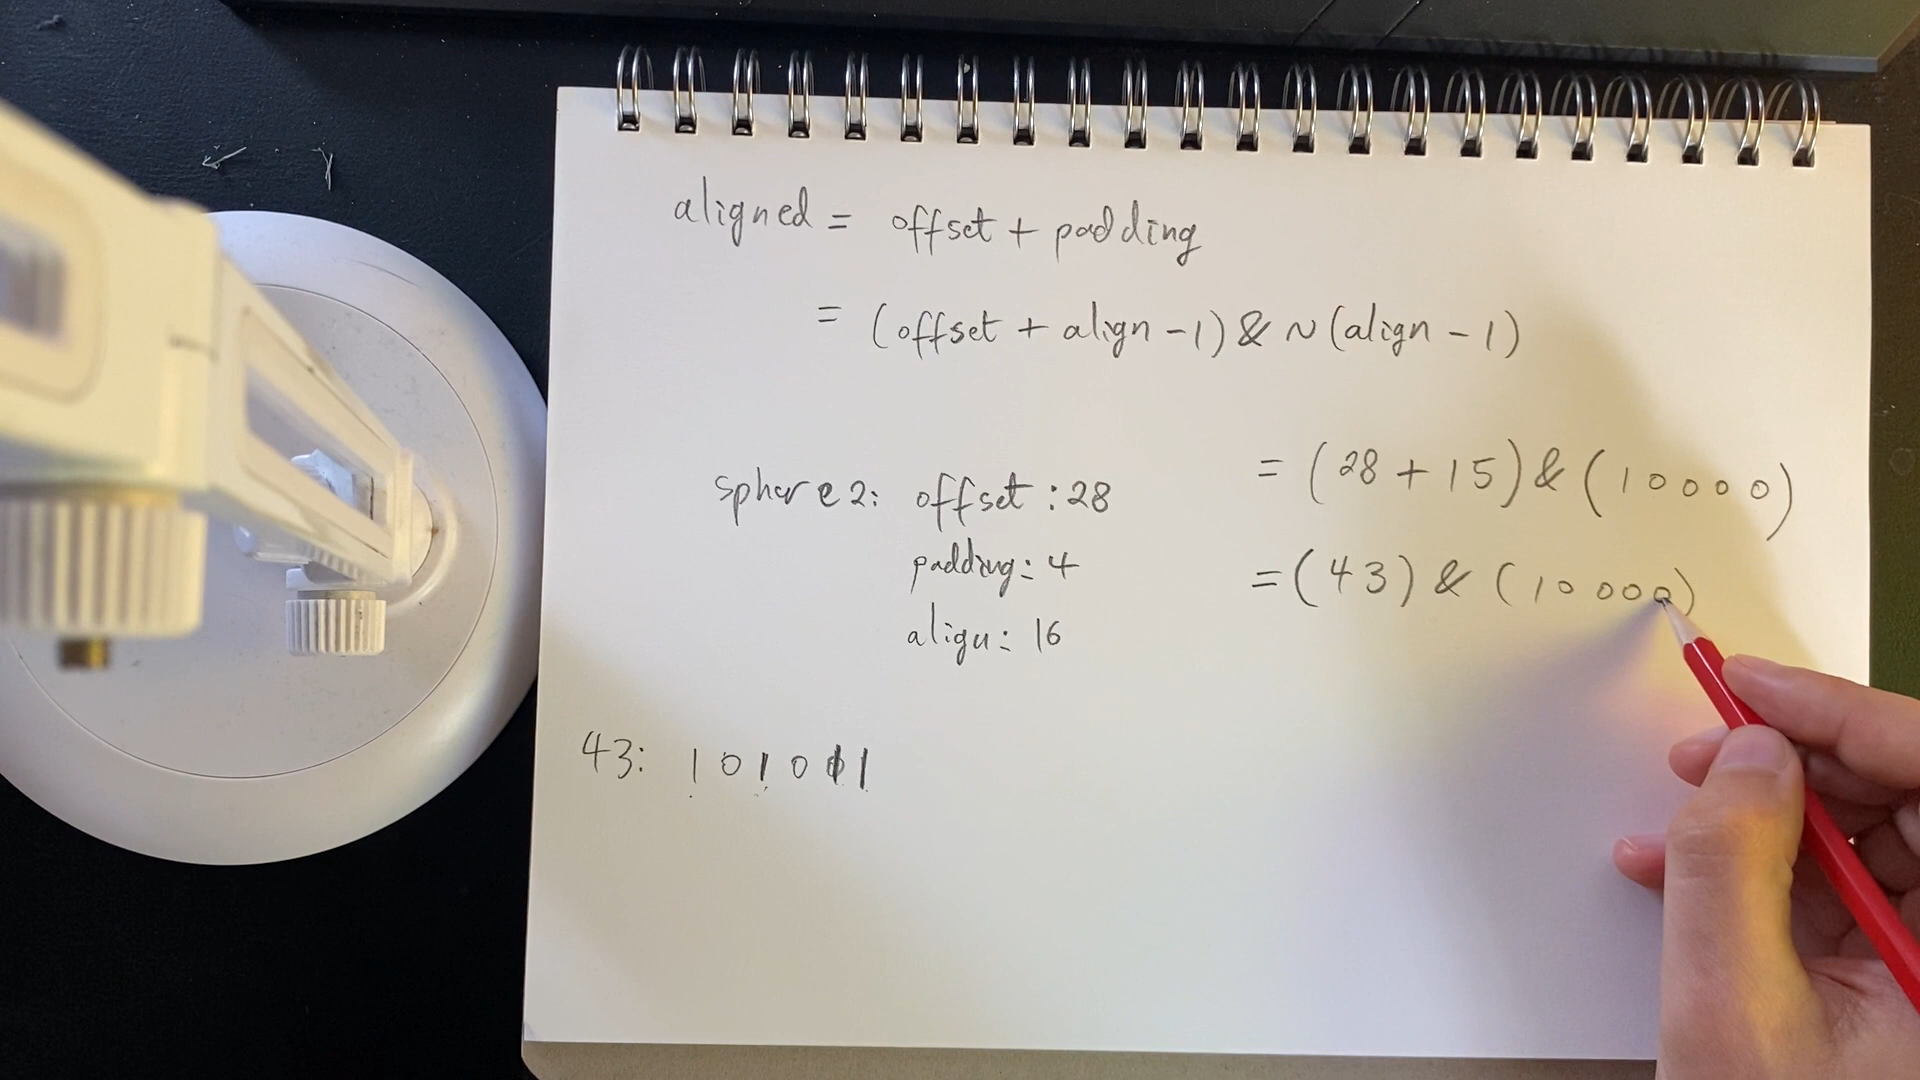 aligned = offset + padding
= (offset + align - 1) & ~ (align - 1)
sphere2: offset : 28
padding: 4
align: 16
= (28 + 15) & (10000)
= (43) & (10000)
43: 101011